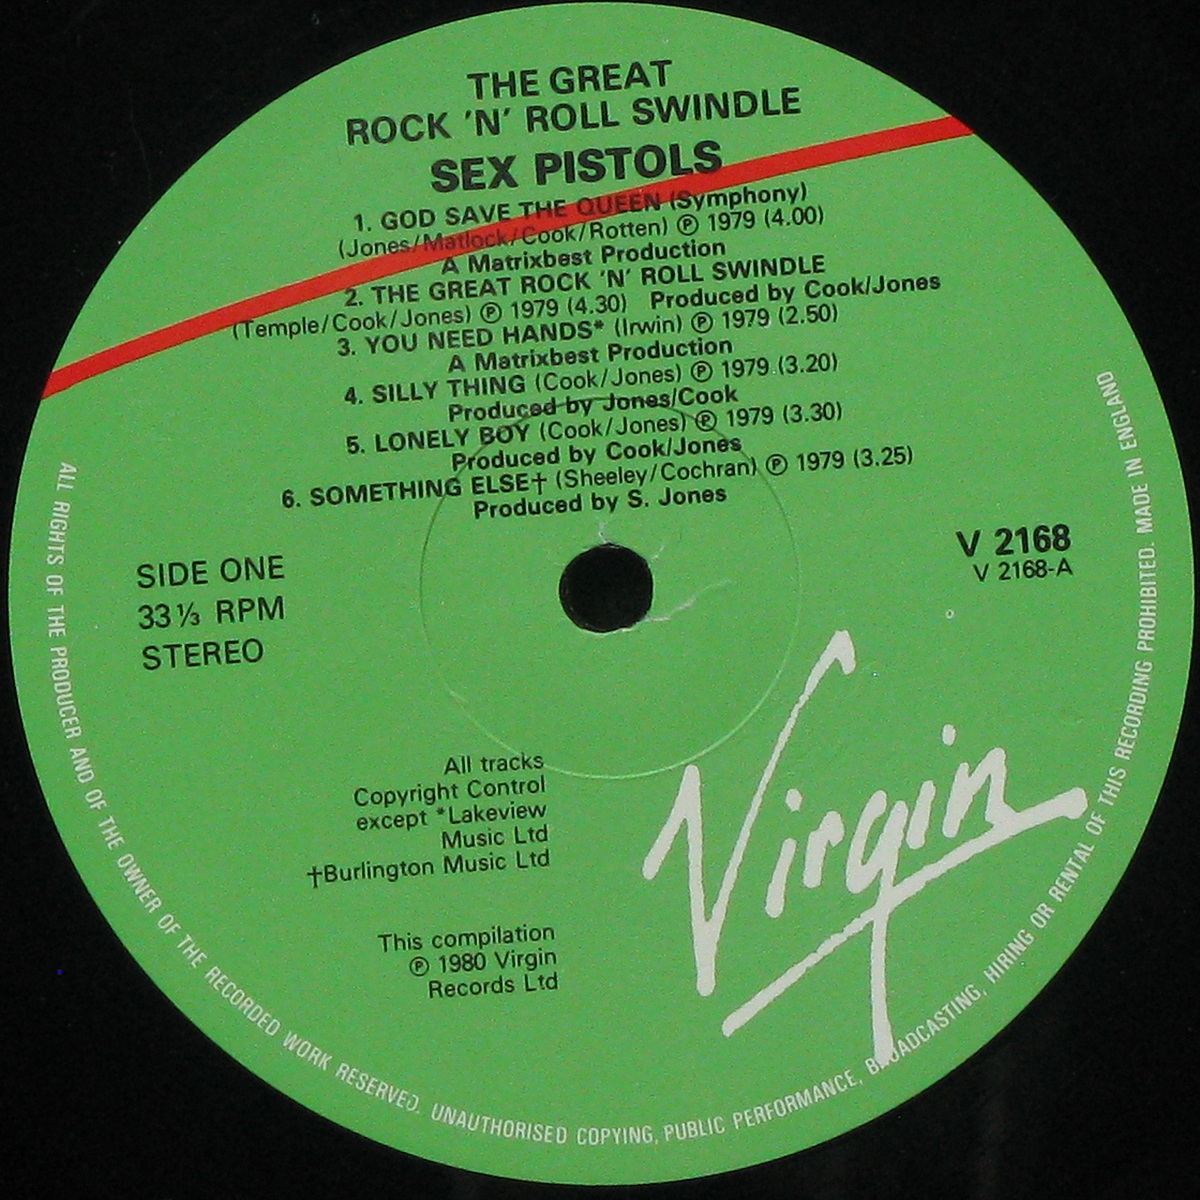 THE GREAT
ROCK 'N' ROLL SWINDLE
SEX PISTOLS
1. GOD SAVE THE QUEEN (Symphony)
(Jones/Matlock/Cook/Rotten) ℗ 1979 (4.00)
A Matrixbest Production
2. THE GREAT ROCK 'N' ROLL SWINDLE
(Temple/Cook/Jones) ℗ 1979 (4.30) Produced by Cook/Jones
3. YOU NEED HANDS* (Irwin) ℗ 1979 (2.50)
A Matrixbest Production
4. SILLY THING (Cook/Jones) ℗ 1979 (3.20)
Produced by Jones/Cook
5. LONELY BOY (Cook/Jones) ℗ 1979 (3.30)
Produced by Cook/Jones
6. SOMETHING ELSE† (Sheeley/Cochran) ℗ 1979 (3.25)
Produced by S. Jones
SIDE ONE
33⅓ RPM
STEREO
V 2168
V 2168-A
All tracks
Copyright Control
except *Lakeview
Music Ltd
†Burlington Music Ltd
This compilation
℗ 1980 Virgin
Records Ltd
Virgin
ALL RIGHTS OF THE PRODUCER AND OF THE OWNER OF THE RECORDED WORK RESERVED. UNAUTHORISED COPYING, PUBLIC PERFORMANCE, BROADCASTING, HIRING OR RENTAL OF THIS RECORDING PROHIBITED. MADE IN ENGLAND